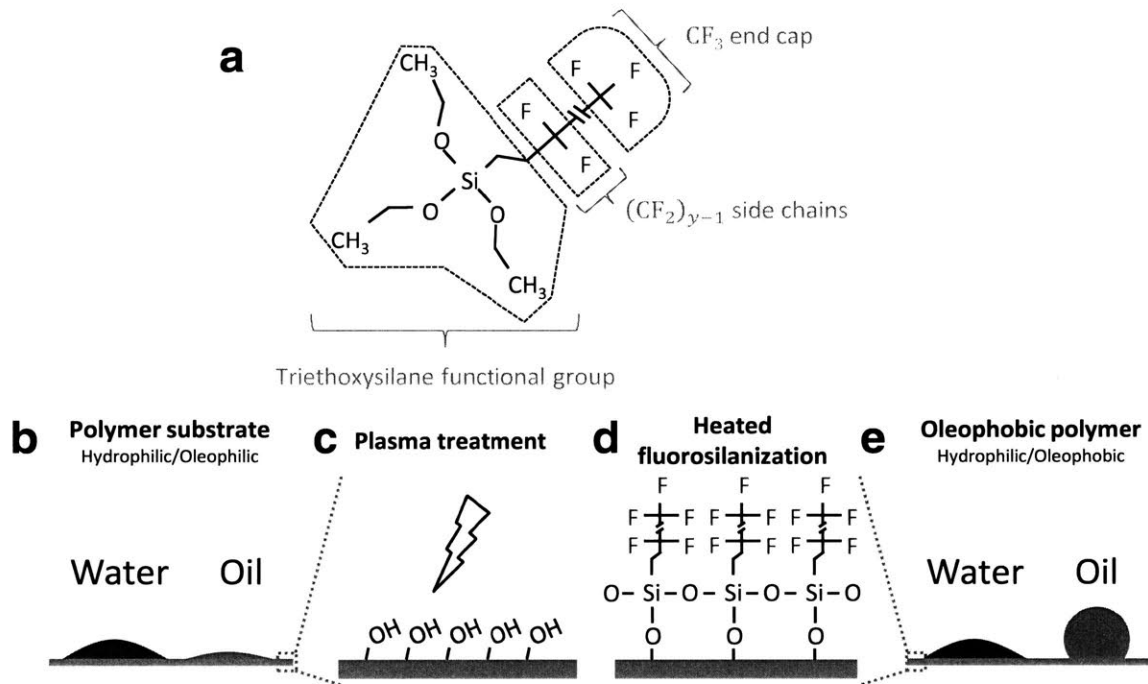 a
CF₃ end cap
CH₃
F
F
F
F
F
O
Si
O
O
CH₃
CH₃
(CF₂)ᵧ₋₁ side chains
Triethoxysilane functional group
b
Polymer substrate
Hydrophilic/Oleophilic
Water Oil
c
Plasma treatment
OH OH OH OH OH
d
Heated
fluorosilanization
F F F
F F F F
F F F F
O–Si–O–Si–O–Si–O
O O O
e
Oleophobic polymer
Hydrophilic/Oleophobic
Water Oil